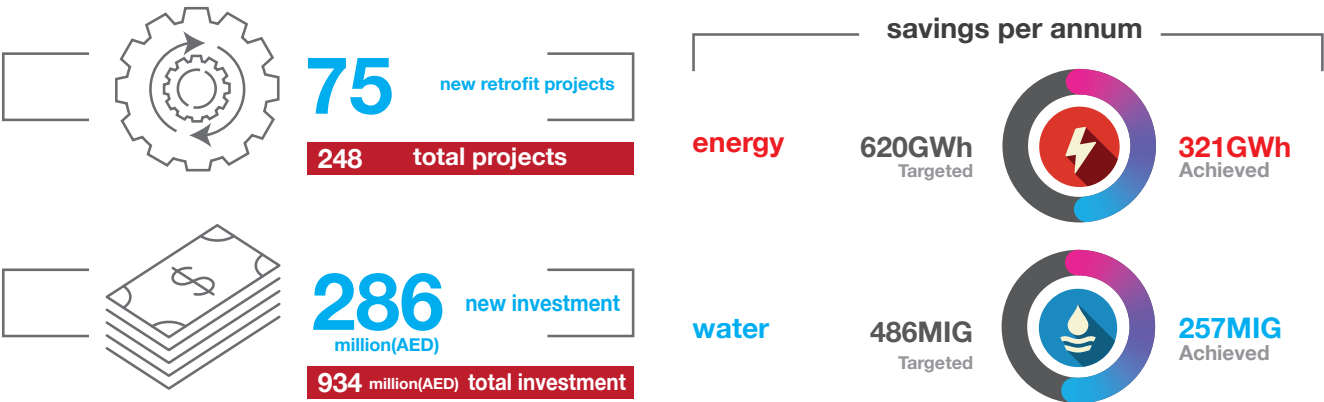 75 new retrofit projects
248 total projects
286 new investment
million(AED)
934 million(AED) total investment
savings per annum
energy
620GWh
Targeted
321GWh
Achieved
water
486MIG
Targeted
257MIG
Achieved